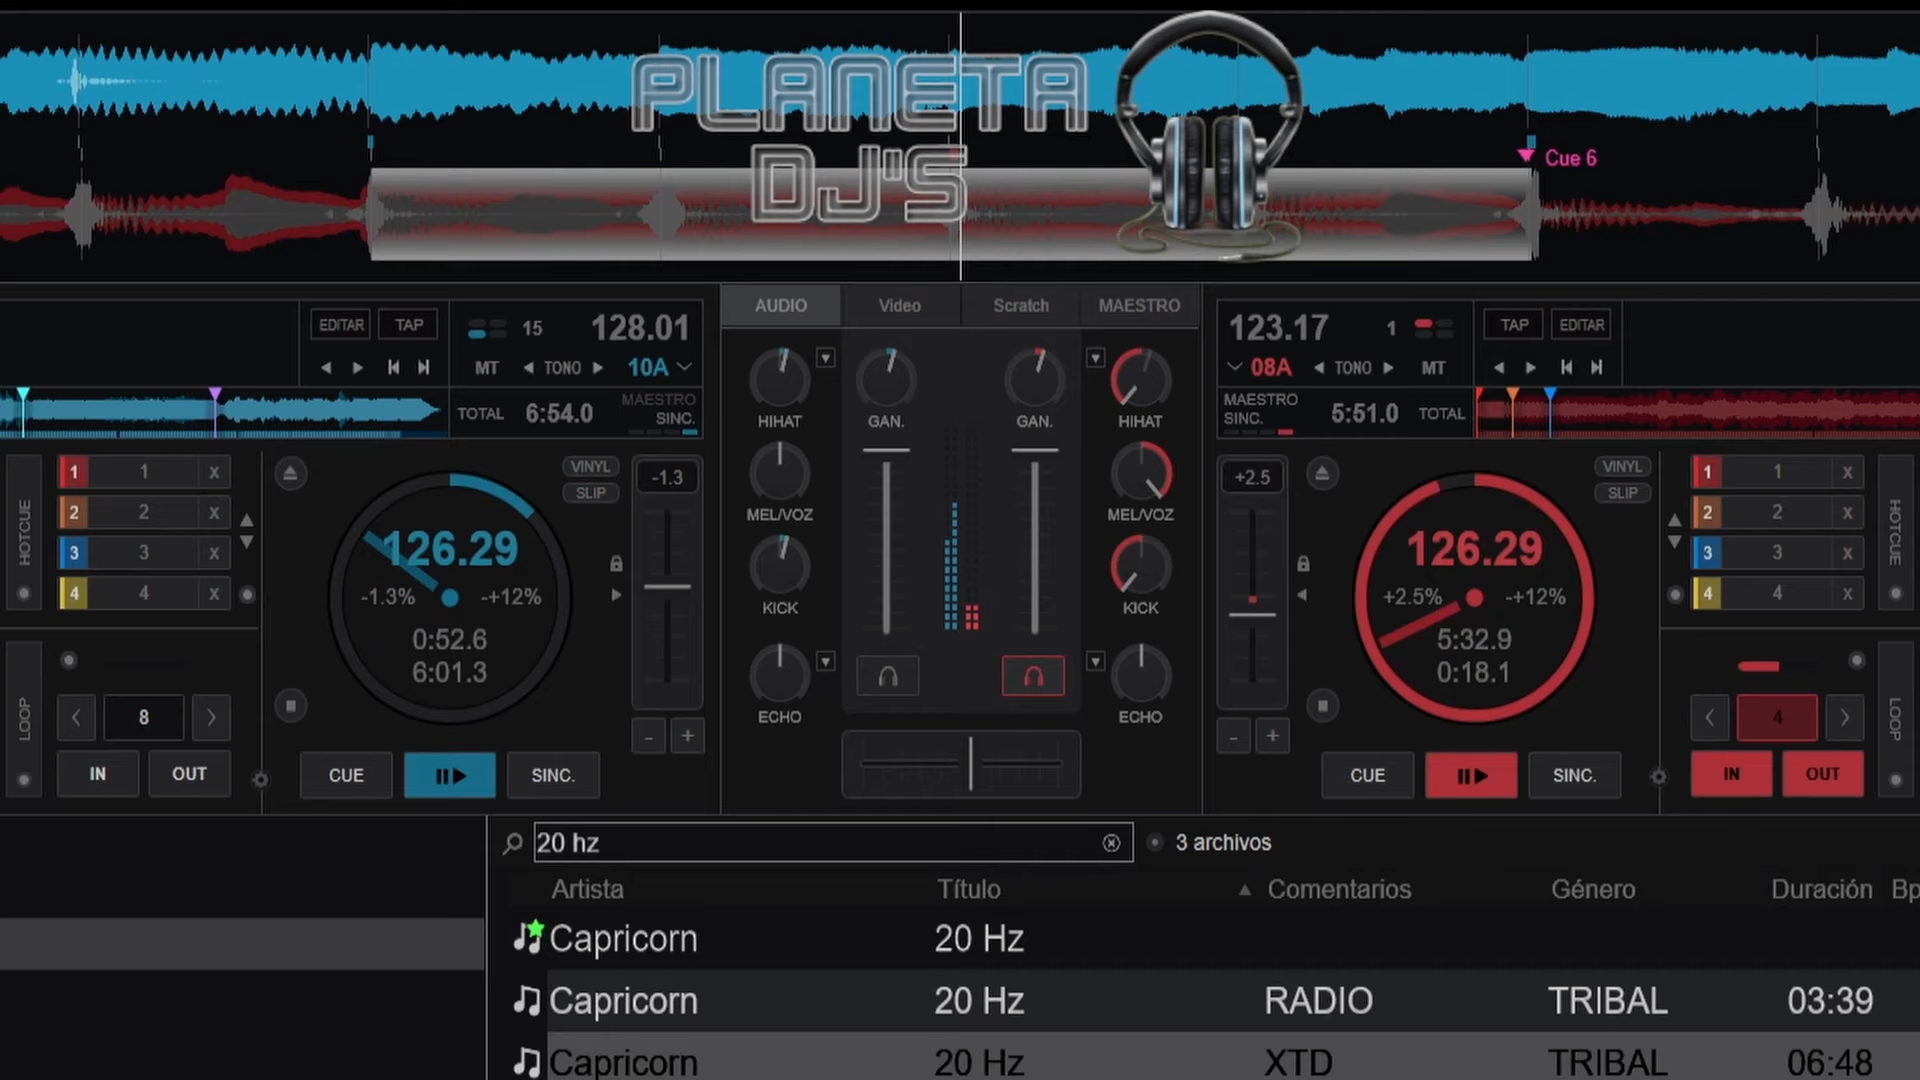 PLANETA
DJ"S
Cue 6
EDITAR TAP 15 128.01
MT TONO 10A
TOTAL 6:54.0 MAESTRO SINC.
AUDIO Video Scratch MAESTRO
123.17 1 TAP EDITAR
08A TONO MT
MAESTRO SINC. 5:51.0 TOTAL
HOTCUE
1 1 x
2 2 x
3 3 x
4 4 x
VINYL
SLIP
126.29
-1.3% -+12%
0:52.6
6:01.3
-1.3
- +
LOOP
8
IN OUT
CUE SINC.
HIHAT GAN. GAN. HIHAT
MEL/VOZ MEL/VOZ
KICK KICK
ECHO ECHO
+2.5
- +
VINYL
SLIP
126.29
+2.5% -+12%
5:32.9
0:18.1
CUE SINC.
1 1 x
2 2 x
3 3 x
4 4 x
HOTCUE
4
IN OUT
LOOP
20 hz 3 archivos
Artista Título Comentarios Género Duración Bp
Capricorn 20 Hz
Capricorn 20 Hz RADIO TRIBAL 03:39
Capricorn 20 Hz XTD TRIBAL 06:48